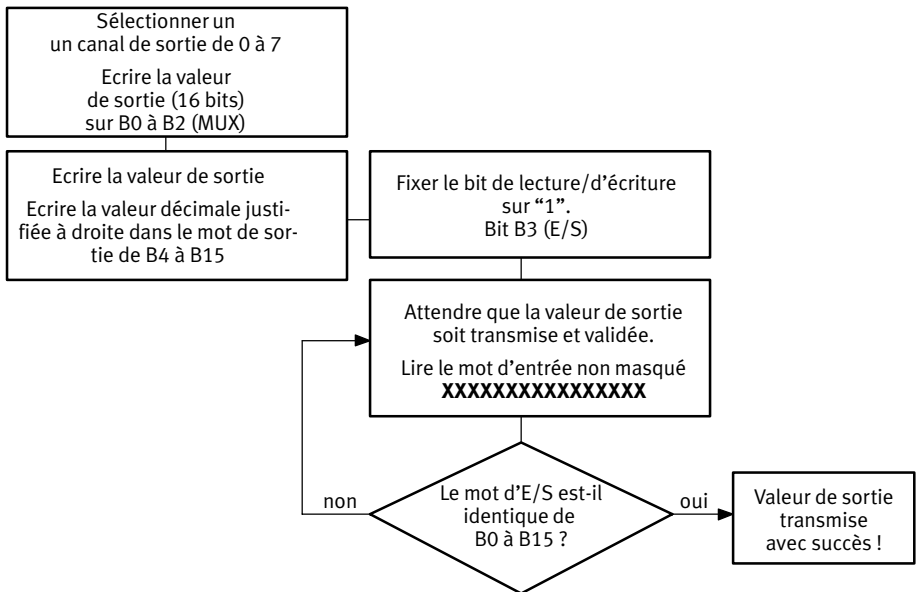 Sélectionner un
un canal de sortie de 0 à 7
Ecrire la valeur
de sortie (16 bits)
sur B0 à B2 (MUX)
Ecrire la valeur de sortie
Ecrire la valeur décimale justi-
fiée à droite dans le mot de sor-
tie de B4 à B15
Fixer le bit de lecture/d'écriture
sur “1”.
Bit B3 (E/S)
Attendre que la valeur de sortie
soit transmise et validée.
Lire le mot d'entrée non masqué
XXXXXXXXXXXXXXXX
non
Le mot d'E/S est-il
identique de
B0 à B15 ?
oui
Valeur de sortie
transmise
avec succès !